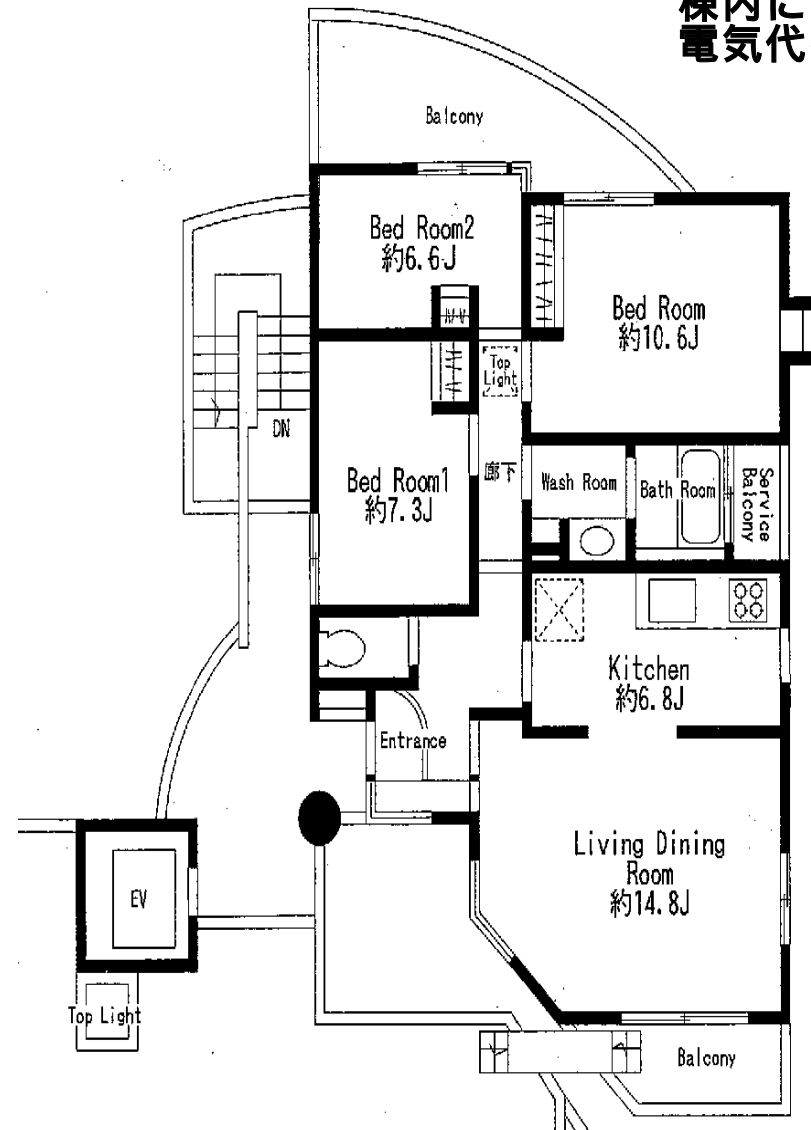 棟内に
電気代
Balcony
Bed Room2
約6.6J
Bed Room
約10.6J
Top
Light
DN
Bed Room1
約7.3J
廊下
Wash Room
Bath Room
Service
Balcony
Kitchen
約6.8J
Entrance
Living Dining
Room
約14.8J
EV
Top Light
Balcony